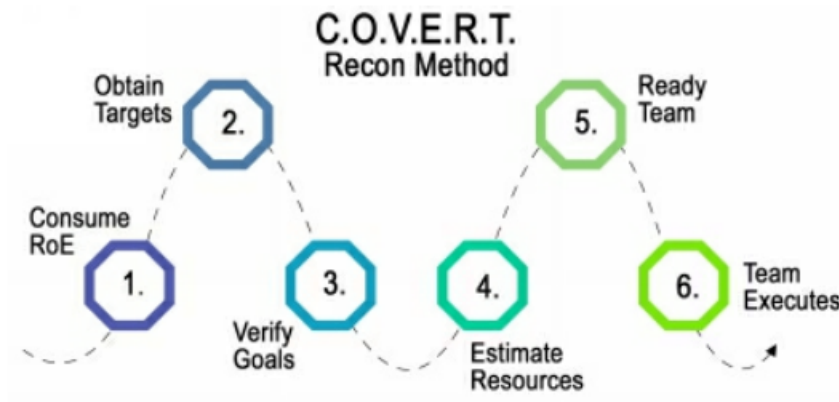 C.O.V.E.R.T.
Recon Method
Consume
RoE
1.
Obtain
Targets
2.
3.
Verify
Goals
4.
Estimate
Resources
5.
Ready
Team
6.
Team
Executes